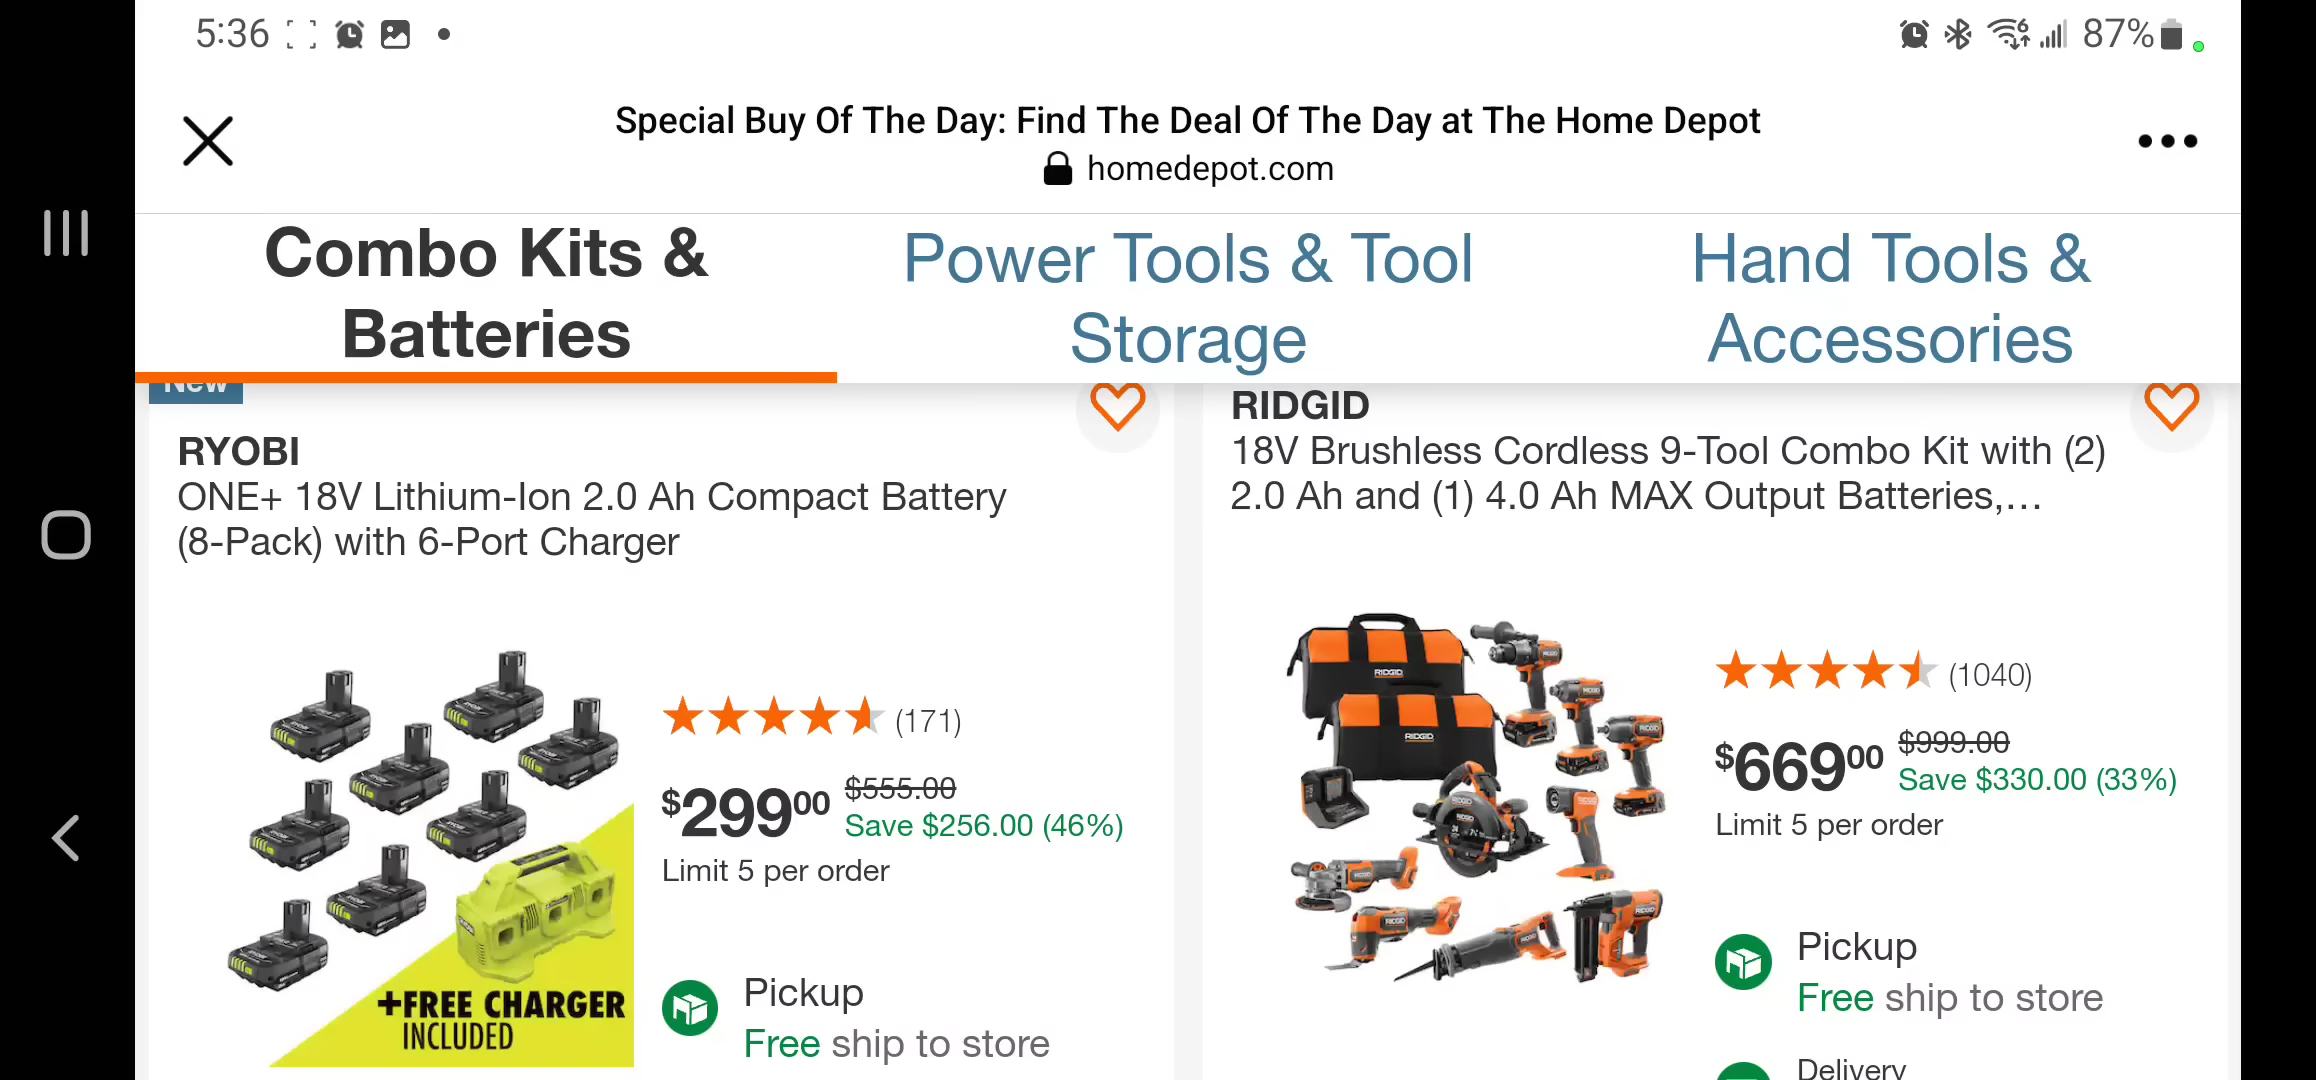 5:36
87%
Special Buy Of The Day: Find The Deal Of The Day at The Home Depot
homedepot.com
Combo Kits &
Batteries
Power Tools & Tool
Storage
Hand Tools &
Accessories
New
RYOBI
ONE+ 18V Lithium-Ion 2.0 Ah Compact Battery
(8-Pack) with 6-Port Charger
(171)
$29900
$555.00
Save $256.00 (46%)
Limit 5 per order
+FREE CHARGER
INCLUDED
Pickup
Free ship to store
RIDGID
18V Brushless Cordless 9-Tool Combo Kit with (2)
2.0 Ah and (1) 4.0 Ah MAX Output Batteries,...
RIDGID
RIDGID
(1040)
$66900
$999.00
Save $330.00 (33%)
Limit 5 per order
Pickup
Free ship to store
Delivery